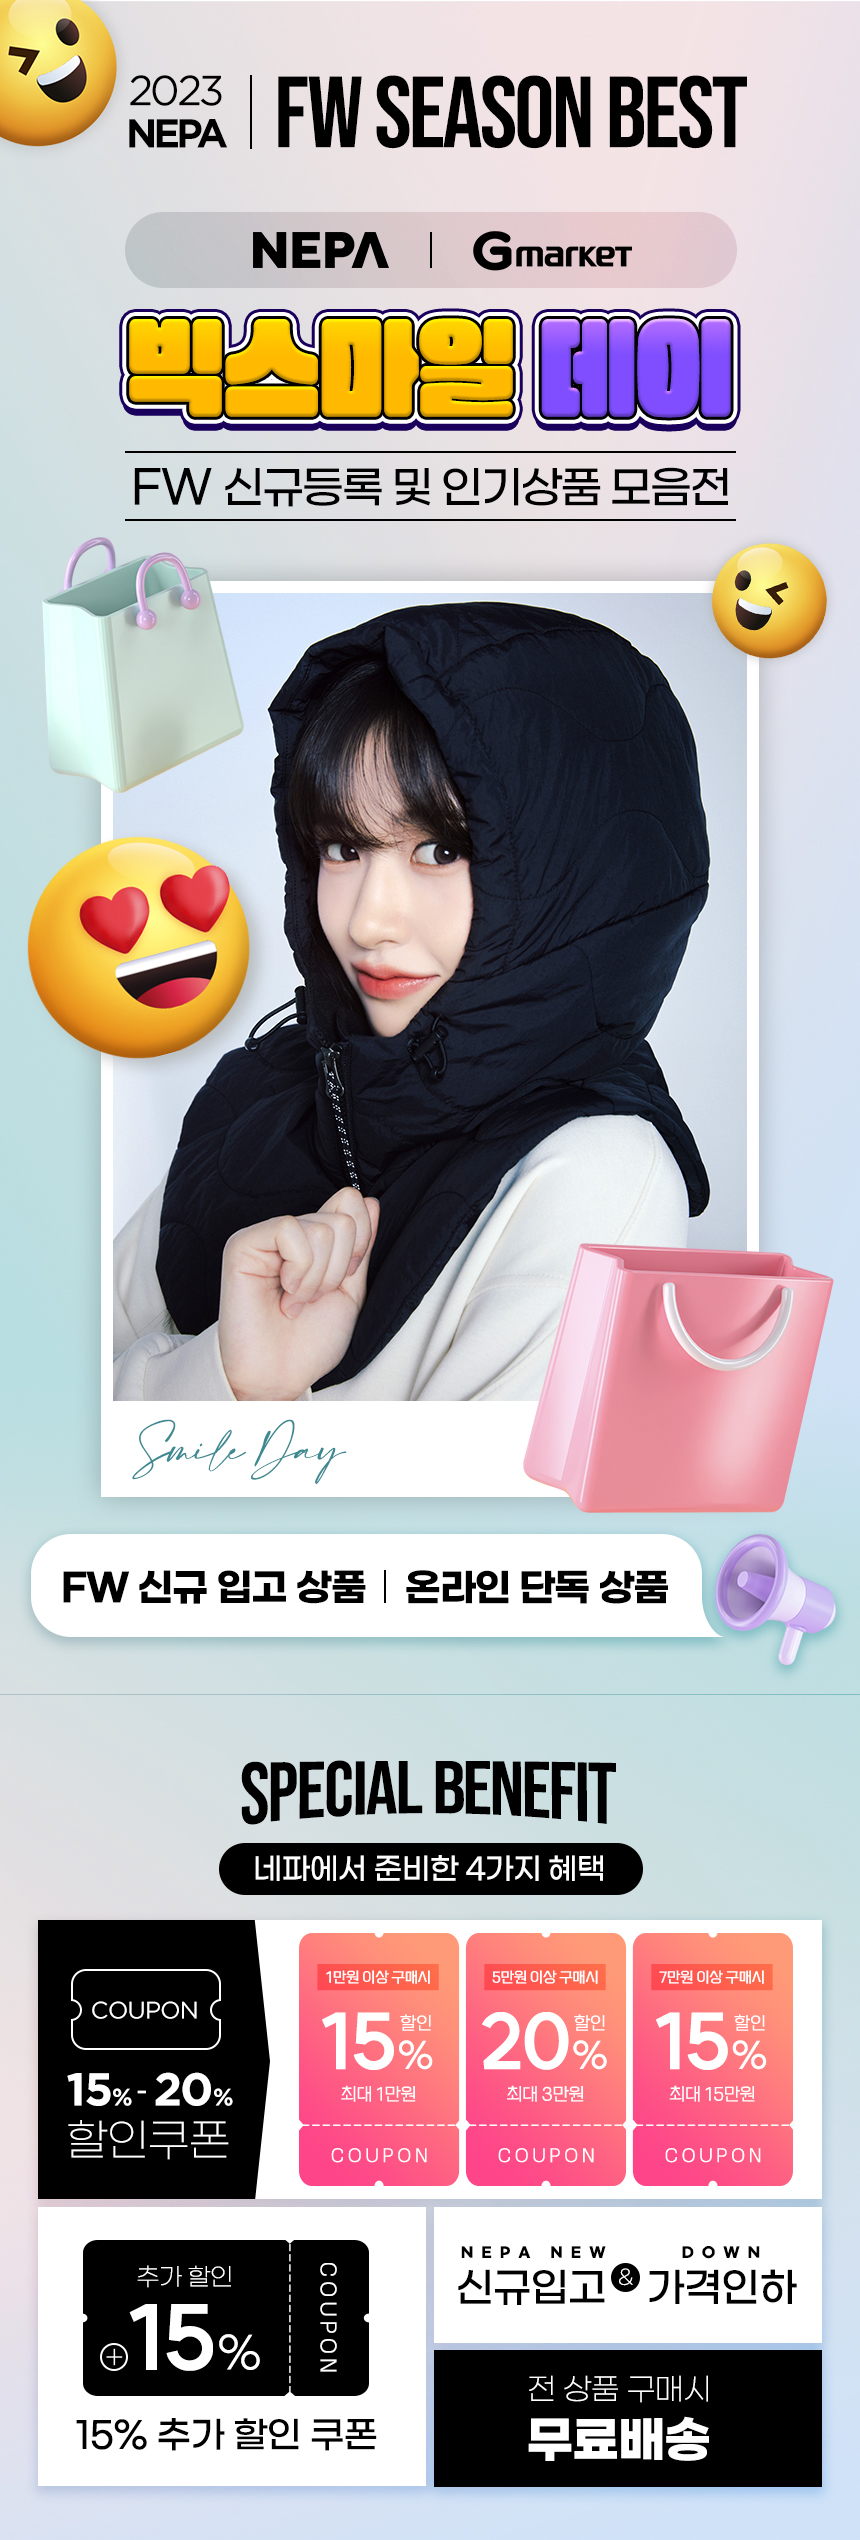 2023
NEPA
FW SEASON BEST
NEPA
Gmarket
빅스마일 데이
FW 신규등록 및 인기상품 모음전
Smile Day
FW 신규 입고 상품 | 온라인 단독 상품
SPECIAL BENEFIT
네파에서 준비한 4가지 혜택
COUPON
15% - 20%
할인쿠폰
1만원 이상 구매시
15% 할인
최대 1만원
COUPON
5만원 이상 구매시
20% 할인
최대 3만원
COUPON
7만원 이상 구매시
15% 할인
최대 15만원
COUPON
추가 할인
+15%
COUPON
15% 추가 할인 쿠폰
NEPA NEW DOWN
신규입고 & 가격인하
전 상품 구매시
무료배송